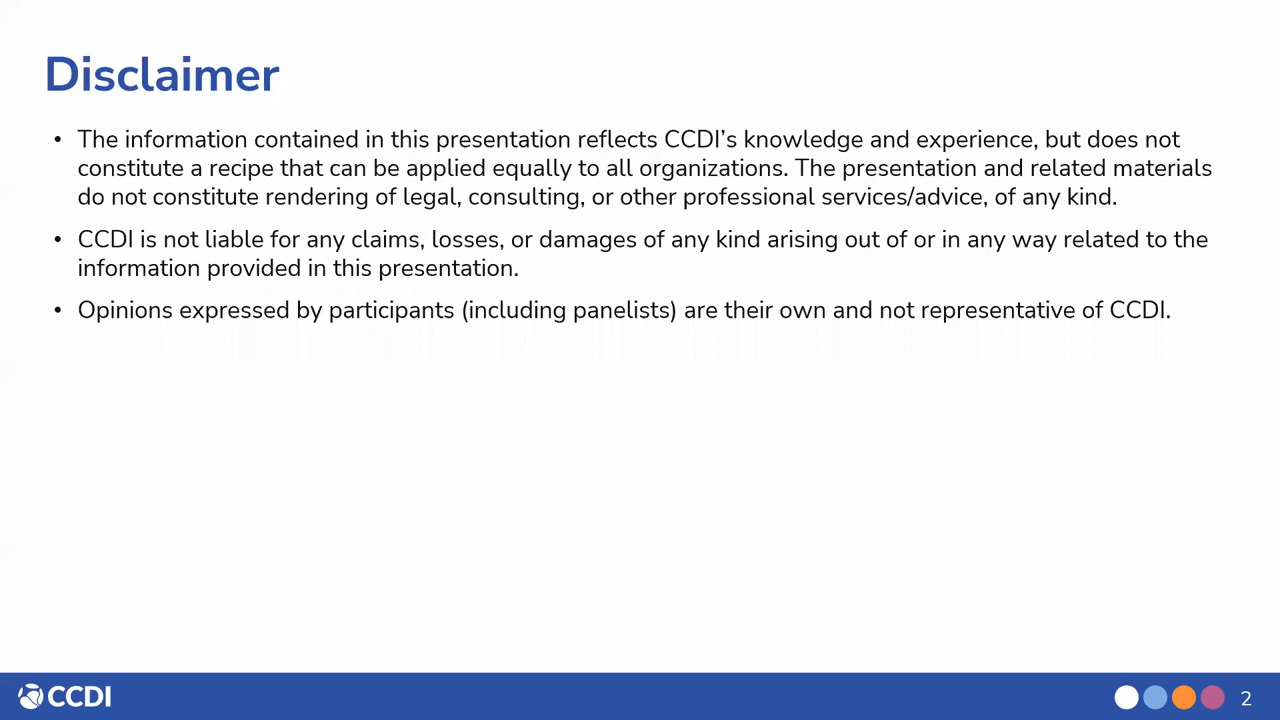 Disclaimer
• The information contained in this presentation reflects CCDI’s knowledge and experience, but does not
constitute a recipe that can be applied equally to all organizations. The presentation and related materials
do not constitute rendering of legal, consulting, or other professional services/advice, of any kind.
• CCDI is not liable for any claims, losses, or damages of any kind arising out of or in any way related to the
information provided in this presentation.
• Opinions expressed by participants (including panelists) are their own and not representative of CCDI.
CCDI
2